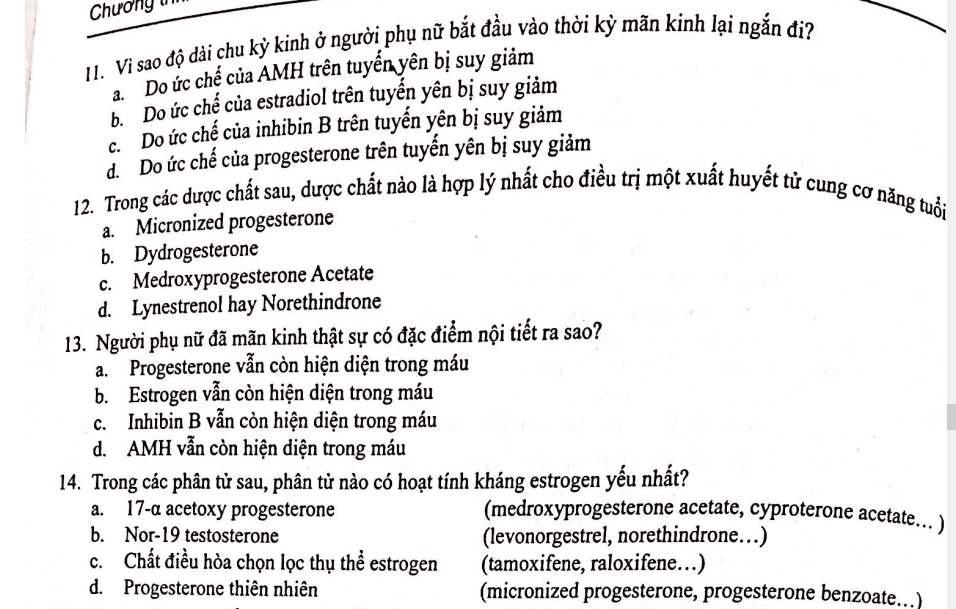 Chương
11. Vì sao độ dài chu kỳ kinh ở người phụ nữ bắt đầu vào thời kỳ mãn kinh lại ngắn đi?
a. Do ức chế của AMH trên tuyến yên bị suy giảm
b. Do ức chế của estradiol trên tuyến yên bị suy giảm
c. Do ức chế của inhibin B trên tuyến yên bị suy giảm
d. Do ức chế của progesterone trên tuyến yên bị suy giảm
12. Trong các dược chất sau, dược chất nào là hợp lý nhất cho điều trị một xuất huyết tử cung cơ năng tuổi
a. Micronized progesterone
b. Dydrogesterone
c. Medroxyprogesterone Acetate
d. Lynestrenol hay Norethindrone
13. Người phụ nữ đã mãn kinh thật sự có đặc điểm nội tiết ra sao?
a. Progesterone vẫn còn hiện diện trong máu
b. Estrogen vẫn còn hiện diện trong máu
c. Inhibin B vẫn còn hiện diện trong máu
d. AMH vẫn còn hiện diện trong máu
14. Trong các phân tử sau, phân tử nào có hoạt tính kháng estrogen yếu nhất?
a. 17-α acetoxy progesterone (medroxyprogesterone acetate, cyproterone acetate… )
b. Nor-19 testosterone (levonorgestrel, norethindrone…)
c. Chất điều hòa chọn lọc thụ thể estrogen (tamoxifene, raloxifene…)
d. Progesterone thiên nhiên (micronized progesterone, progesterone benzoate…)